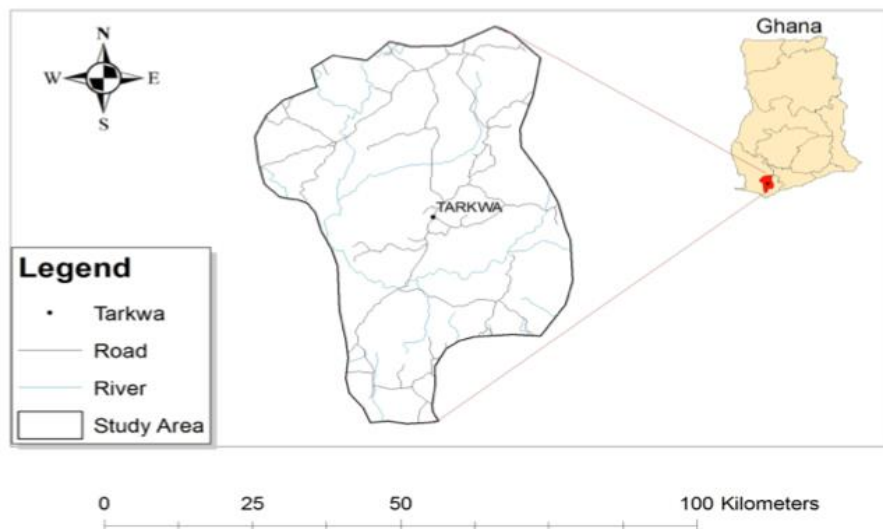 N
W E
S
Ghana
TARKWA
Legend
Tarkwa
Road
River
Study Area
0 25 50 100 Kilometers